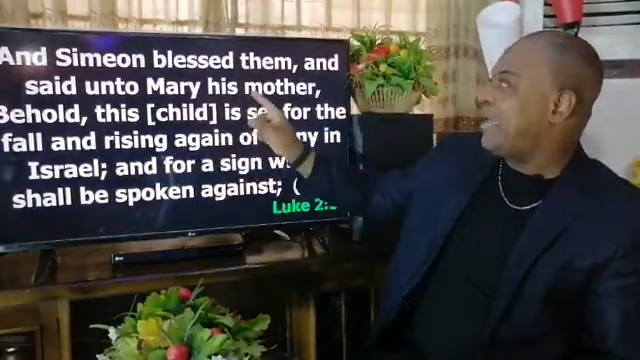 And Simeon blessed them, and
said unto Mary his mother,
Behold, this [child] is set for the
fall and rising again of in
Israel; and for a sign
shall be spoken against;
Luke 2: